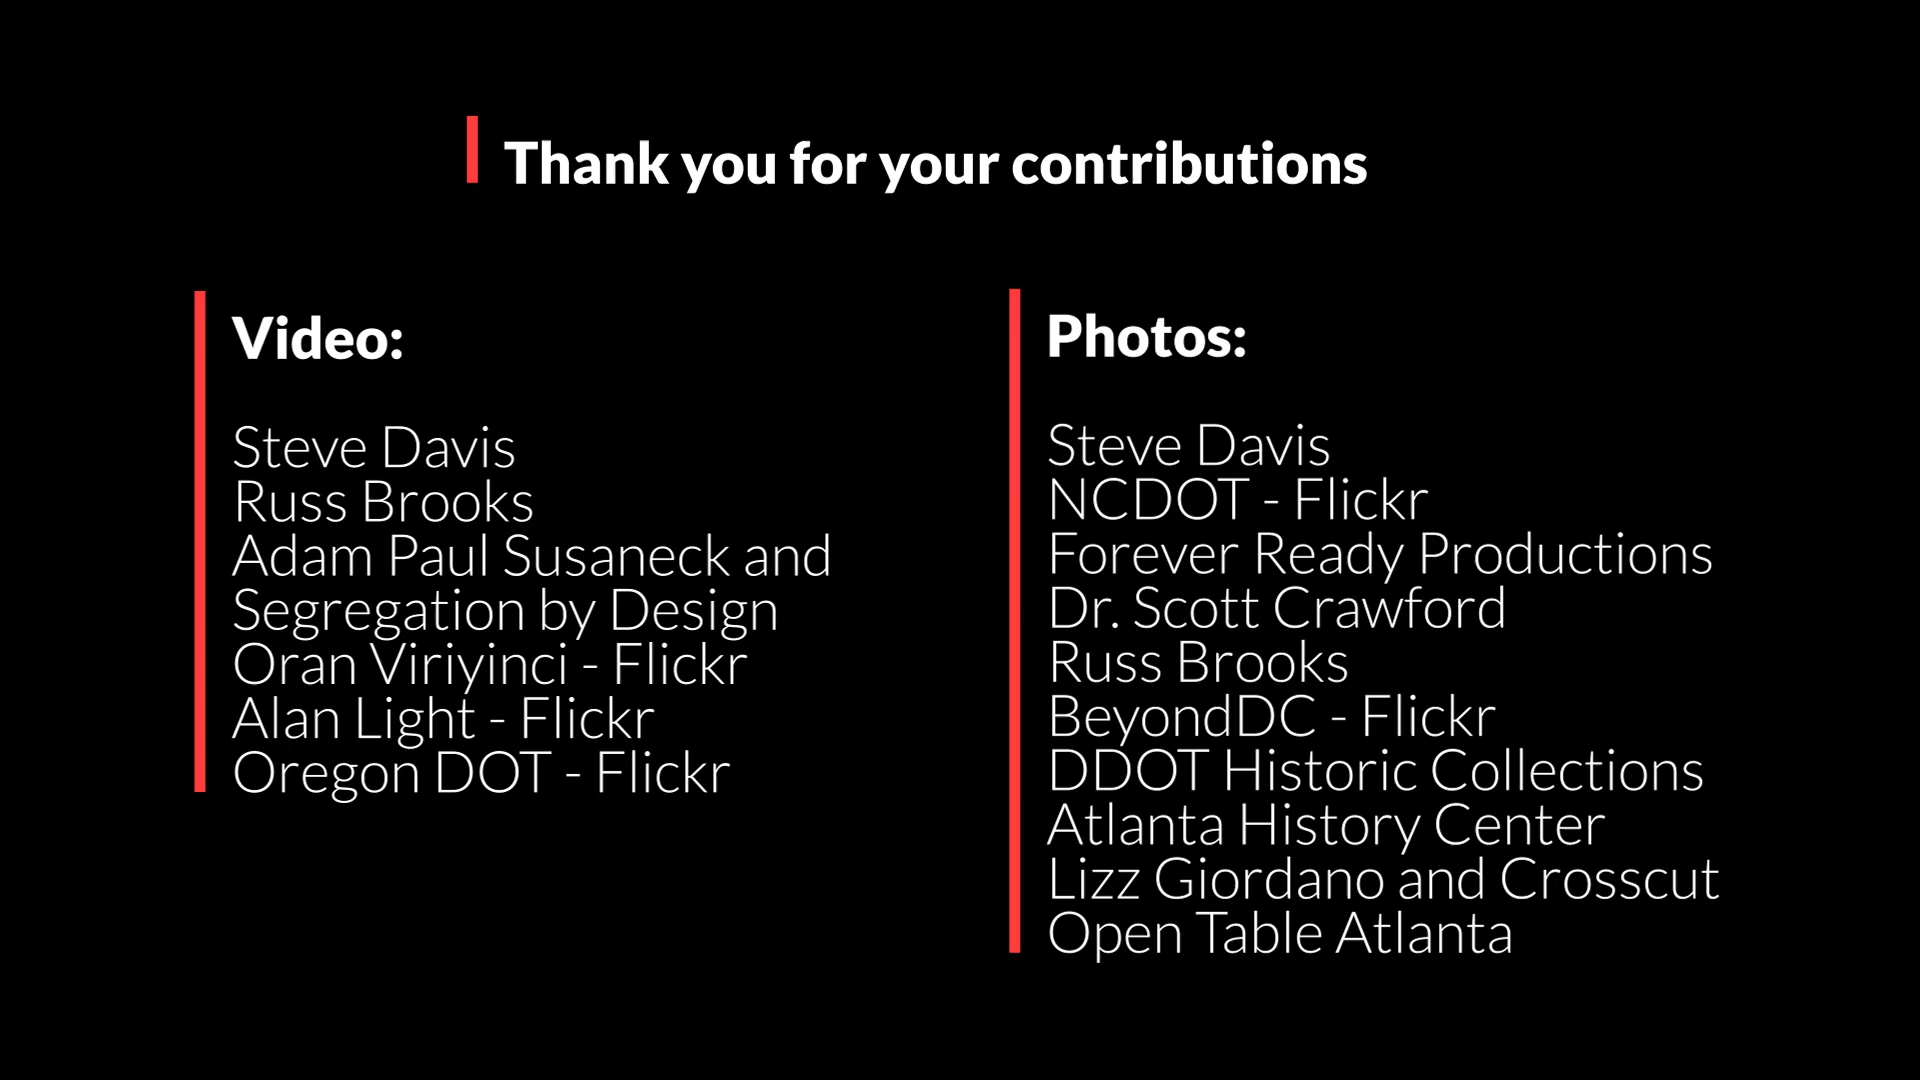 Thank you for your contributions
Video:
Steve Davis
Russ Brooks
Adam Paul Susaneck and
Segregation by Design
Oran Viriyinci - Flickr
Alan Light - Flickr
Oregon DOT - Flickr
Photos:
Steve Davis
NCDOT - Flickr
Forever Ready Productions
Dr. Scott Crawford
Russ Brooks
BeyondDC - Flickr
DDOT Historic Collections
Atlanta History Center
Lizz Giordano and Crosscut
Open Table Atlanta